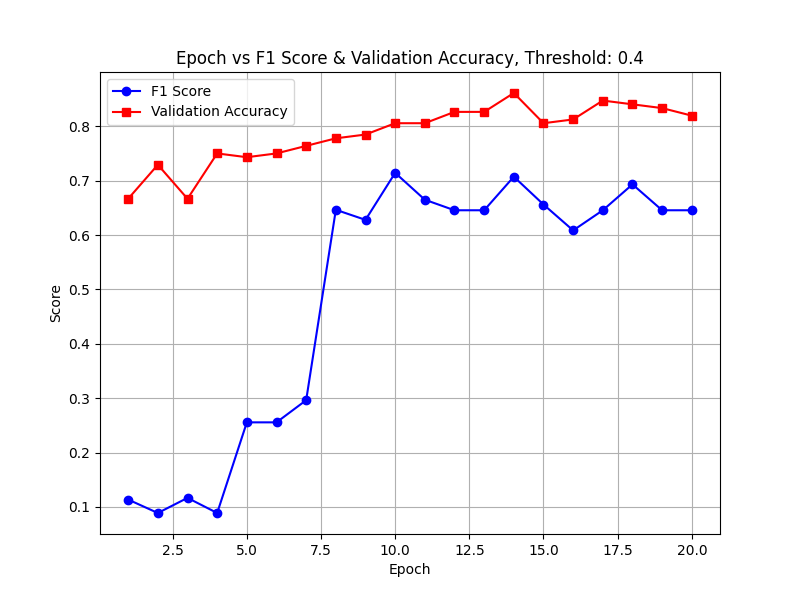 Epoch vs F1 Score & Validation Accuracy, Threshold: 0.4
F1 Score
Validation Accuracy
0.8
0.7
0.6
0.5
0.4
0.3
0.2
0.1
Score
2.5 5.0 7.5 10.0 12.5 15.0 17.5 20.0
Epoch